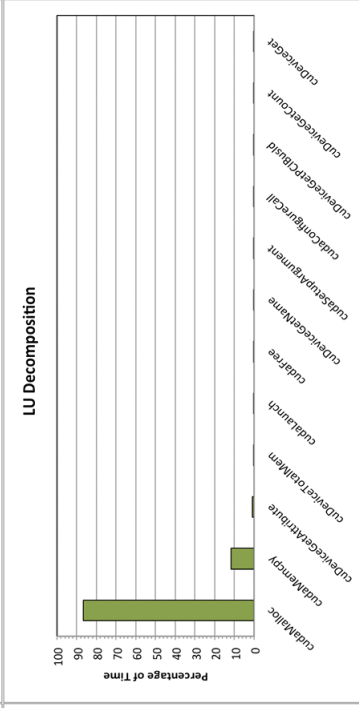 LU Decomposition
Percentage of Time
100
90
80
70
60
50
40
30
20
10
0
cudaMalloc
cudaMemcpy
cuDeviceGetAttribute
cuDeviceTotalMem
cudaLaunch
cudaFree
cuDeviceGetName
cudaSetupArgument
cudaConfigureCall
cuDeviceGetPCIBusId
cuDeviceGetCount
cuDeviceGet